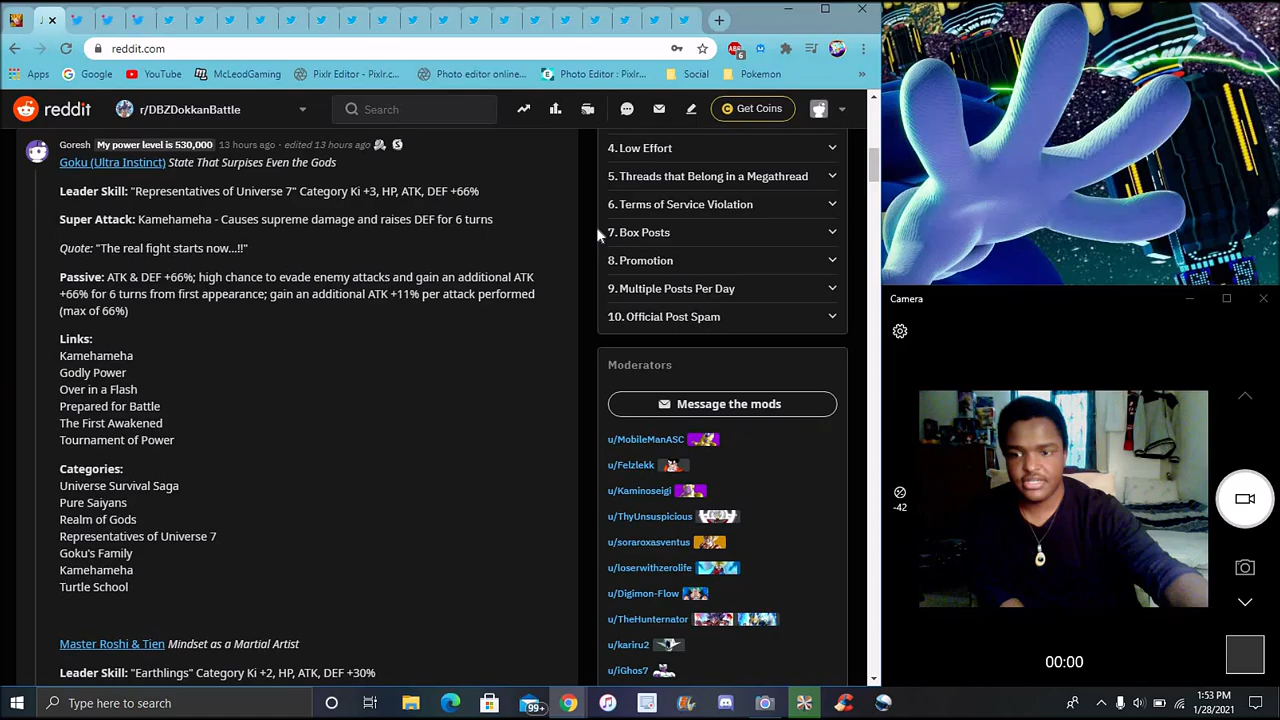 reddit.com
Apps
Google
YouTube
McLeodGaming
Pixlr Editor - Pixlr.c...
Photo editor online...
Photo Editor : Pixlr...
Social
Pokemon
»
ABP
6
reddit
r/DBZDokkanBattle
Search
C Get Coins
Goresh My power level is 530,000 13 hours ago · edited 13 hours ago
Goku (Ultra Instinct) State That Surpises Even the Gods
Leader Skill: "Representatives of Universe 7" Category Ki +3, HP, ATK, DEF +66%
Super Attack: Kamehameha - Causes supreme damage and raises DEF for 6 turns
Quote: "The real fight starts now...!!"
Passive: ATK & DEF +66%; high chance to evade enemy attacks and gain an additional ATK
+66% for 6 turns from first appearance; gain an additional ATK +11% per attack performed
(max of 66%)
Links:
Kamehameha
Godly Power
Over in a Flash
Prepared for Battle
The First Awakened
Tournament of Power
Categories:
Universe Survival Saga
Pure Saiyans
Realm of Gods
Representatives of Universe 7
Goku's Family
Kamehameha
Turtle School
Master Roshi & Tien Mindset as a Martial Artist
Leader Skill: "Earthlings" Category Ki +2, HP, ATK, DEF +30%
4. Low Effort
5. Threads that Belong in a Megathread
6. Terms of Service Violation
7. Box Posts
8. Promotion
9. Multiple Posts Per Day
10. Official Post Spam
Moderators
Message the mods
u/MobileManASC
u/Felzlekk
u/Kaminoseigi
u/ThyUnsuspicious
u/soraroxasventus
u/loserwithzerolife
u/Digimon-Flow
u/TheHunternator
u/kariru2
u/iGhos7
Camera
-42
00:00
Type here to search
99+
1:53 PM
1/28/2021